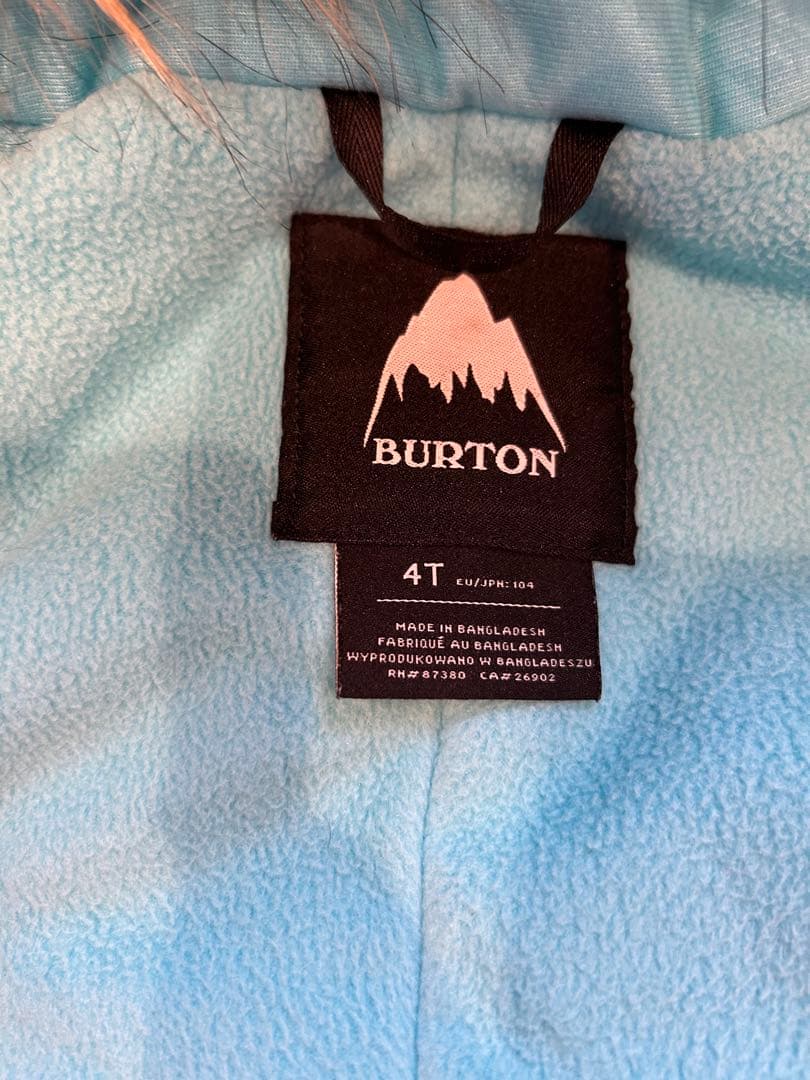 BURTON
4T EU/JPN: 104
MADE IN BANGLADESH
FABRIQUÉ AU BANGLADESH
WYPRODUKOWANO W BANGLADESZU
RN# 87380 CA# 26902